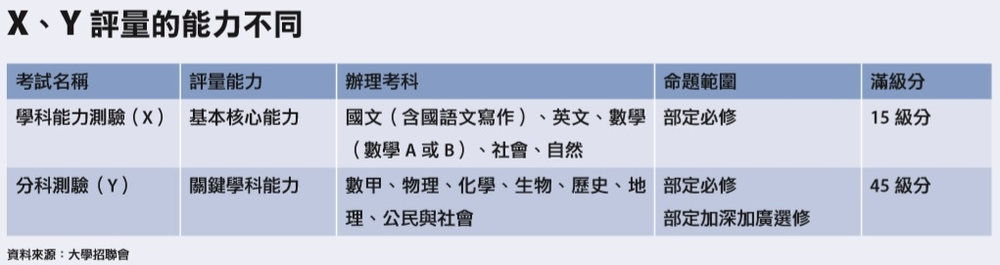 X、Y 評量的能力不同
考試名稱 評量能力 辦理考科 命題範圍 滿級分
學科能力測驗（X） 基本核心能力 國文（含國語文寫作）、英文、數學 部定必修 15 級分
（數學 A 或 B）、社會、自然
分科測驗（Y） 關鍵學科能力 數甲、物理、化學、生物、歷史、地 部定必修 45 級分
理、公民與社會 部定加深加廣選修
資料來源：大學招聯會